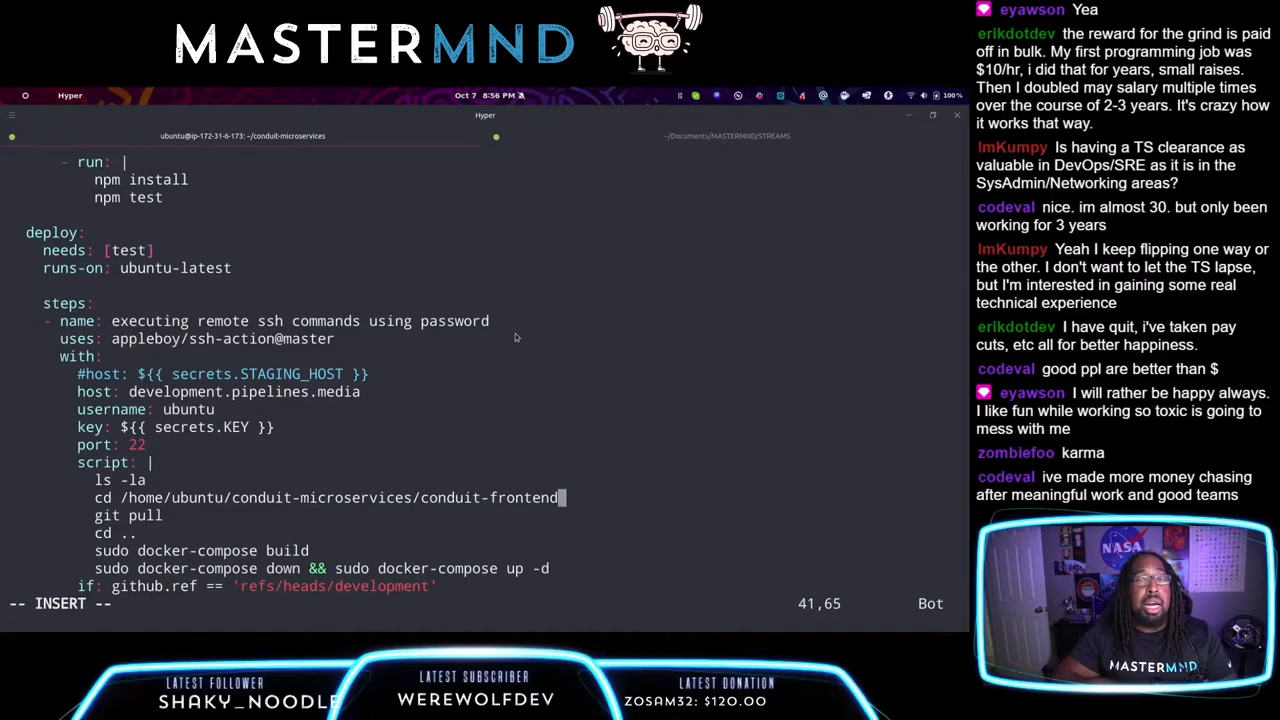 MASTERMND
Hyper
Oct 7 8:56 PM
100%
Hyper
ubuntu@ip-172-31-6-173: ~/conduit-microservices
~/Documents/MASTERMND/STREAMS
- run: |
npm install
npm test
deploy:
needs: [test]
runs-on: ubuntu-latest
steps:
- name: executing remote ssh commands using password
uses: appleboy/ssh-action@master
with:
#host: ${{ secrets.STAGING_HOST }}
host: development.pipelines.media
username: ubuntu
key: ${{ secrets.KEY }}
port: 22
script: |
ls -la
cd /home/ubuntu/conduit-microservices/conduit-frontend
git pull
cd ..
sudo docker-compose build
sudo docker-compose down && sudo docker-compose up -d
if: github.ref == 'refs/heads/development'
-- INSERT --
41,65
Bot
eyawson Yea
erikdotdev the reward for the grind is paid
off in bulk. My first programming job was
$10/hr, i did that for years, small raises.
Then I doubled may salary multiple times
over the course of 2-3 years. It's crazy how
it works that way.
ImKumpy Is having a TS clearance as
valuable in DevOps/SRE as it is in the
SysAdmin/Networking areas?
codeval nice. im almost 30. but only been
working for 3 years
ImKumpy Yeah I keep flipping one way or
the other. I don't want to let the TS lapse,
but I'm interested in gaining some real
technical experience
erikdotdev I have quit, i've taken pay
cuts, etc all for better happiness.
codeval good ppl are better than $
eyawson I will rather be happy always.
I like fun while working so toxic is going to
mess with me
zombiefoo karma
codeval ive made more money chasing
after meaningful work and good teams
NASA
MASTERMND
LATEST FOLLOWER
SHAKY_NOODLE
LATEST SUBSCRIBER
WEREWOLFDEV
LATEST DONATION
ZOSAM32: $120.00